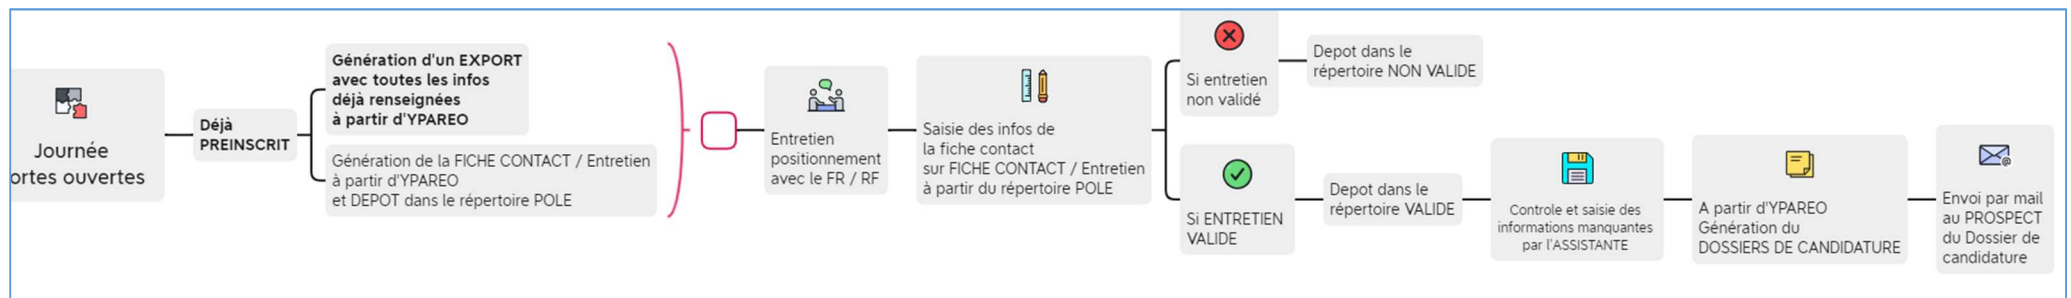 Journée
ortes ouvertes
Déjà
PREINSCRIT
Génération d'un EXPORT
avec toutes les infos
déjà renseignées
à partir d'YPAREO
Génération de la FICHE CONTACT / Entretien
à partir d'YPAREO
et DEPOT dans le répertoire POLE
Entretien
positionnement
avec le FR / RF
Saisie des infos de
la fiche contact
sur FICHE CONTACT / Entretien
à partir du répertoire POLE
Si entretien
non validé
Depot dans le
répertoire NON VALIDE
Si ENTRETIEN
VALIDE
Depot dans le
répertoire VALIDE
Controle et saisie des
informations manquantes
par l'ASSISTANTE
A partir d'YPAREO
Génération du
DOSSIERS DE CANDIDATURE
Envoi par mail
au PROSPECT
du Dossier de
candidature